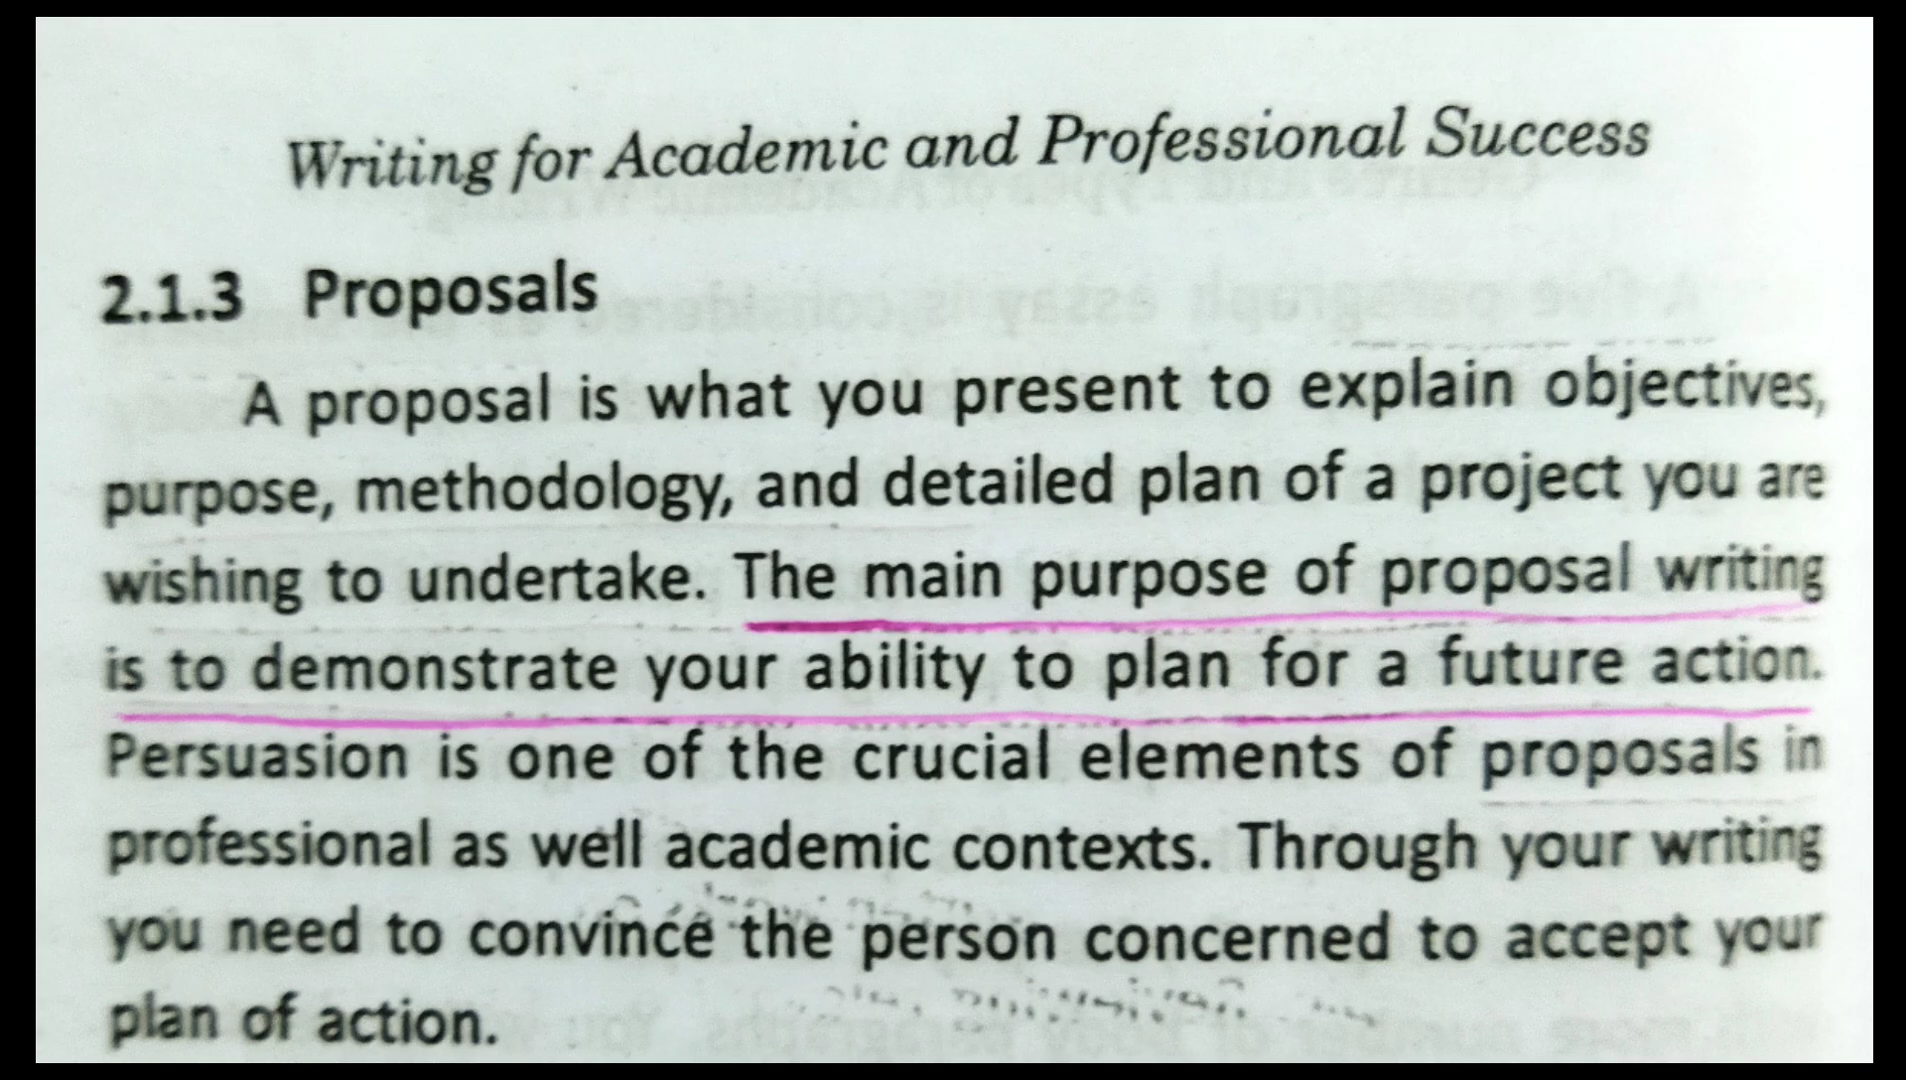 Writing for Academic and Professional Success
2.1.3 Proposals
A proposal is what you present to explain objectives,
purpose, methodology, and detailed plan of a project you are
wishing to undertake. The main purpose of proposal writing
is to demonstrate your ability to plan for a future action.
Persuasion is one of the crucial elements of proposals in
professional as well academic contexts. Through your writing
you need to convince the person concerned to accept your
plan of action.